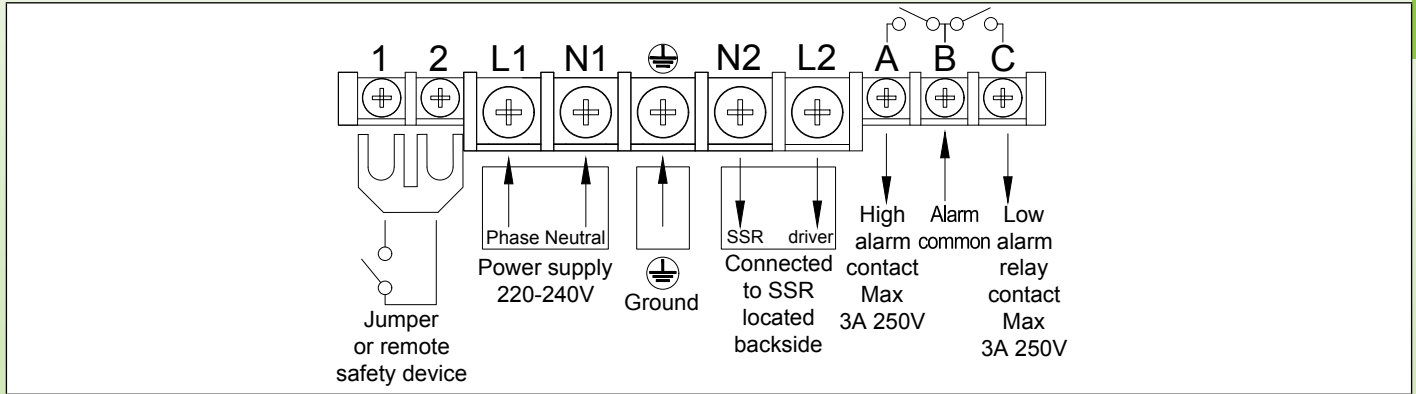 1 2 L1 N1 N2 L2 A B C
Phase Neutral
Power supply
220-240V
Ground
SSR driver
Connected
to SSR
located
backside
High
alarm
contact
Max
3A 250V
Alarm
common
Low
alarm
relay
contact
Max
3A 250V
Jumper
or remote
safety device